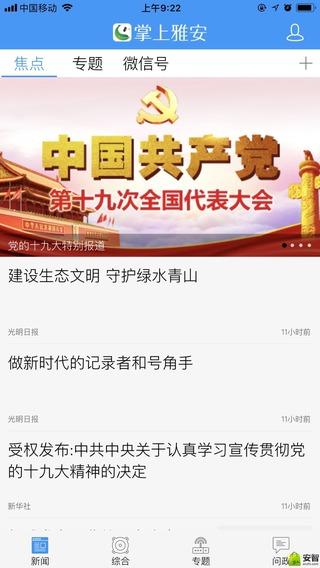 中国移动 上午9:22
掌上雅安
焦点 专题 微信号
中国共产党
第十九次全国代表大会
党的十九大特别报道
建设生态文明 守护绿水青山
光明日报 11小时前
做新时代的记录者和号角手
光明日报 11小时前
受权发布:中共中央关于认真学习宣传贯彻党
的十九大精神的决定
新华社 11小时前
新闻 综合 专题 问政
安智